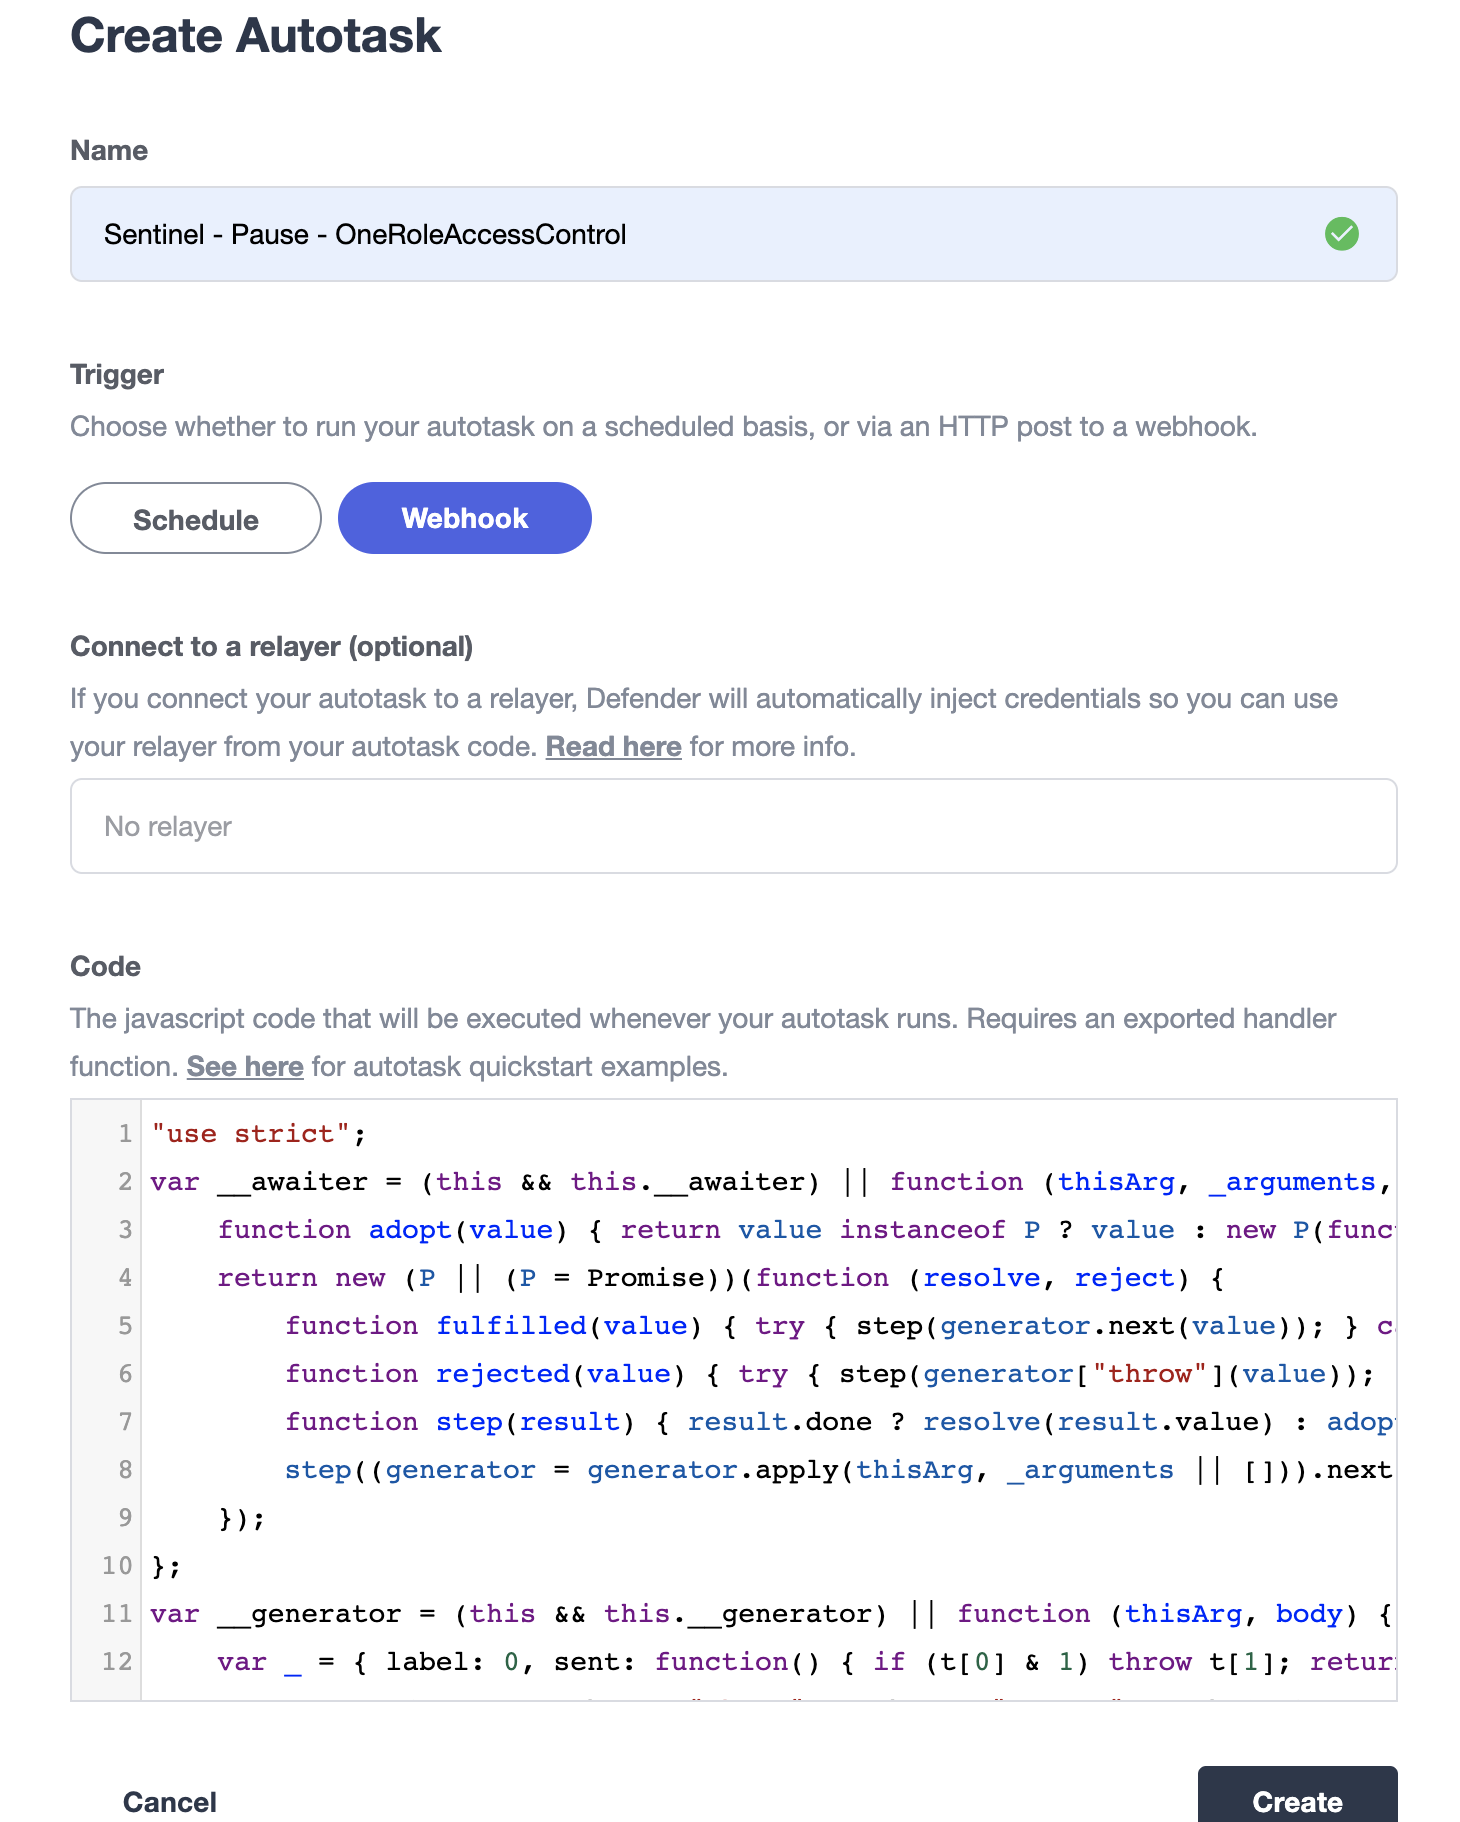 Create Autotask
Name
Sentinel - Pause - OneRoleAccessControl
Trigger
Choose whether to run your autotask on a scheduled basis, or via an HTTP post to a webhook.
Schedule
Webhook
Connect to a relayer (optional)
If you connect your autotask to a relayer, Defender will automatically inject credentials so you can use
your relayer from your autotask code. Read here for more info.
No relayer
Code
The javascript code that will be executed whenever your autotask runs. Requires an exported handler
function. See here for autotask quickstart examples.
1 "use strict";
2 var __awaiter = (this && this.__awaiter) || function (thisArg, _arguments,
3 function adopt(value) { return value instanceof P ? value : new P(func
4 return new (P || (P = Promise))(function (resolve, reject) {
5 function fulfilled(value) { try { step(generator.next(value)); } c
6 function rejected(value) { try { step(generator["throw"](value));
7 function step(result) { result.done ? resolve(result.value) : adop
8 step((generator = generator.apply(thisArg, _arguments || [])).next
9 });
10 };
11 var __generator = (this && this.__generator) || function (thisArg, body) {
12 var _ = { label: 0, sent: function() { if (t[0] & 1) throw t[1]; retur
Cancel
Create